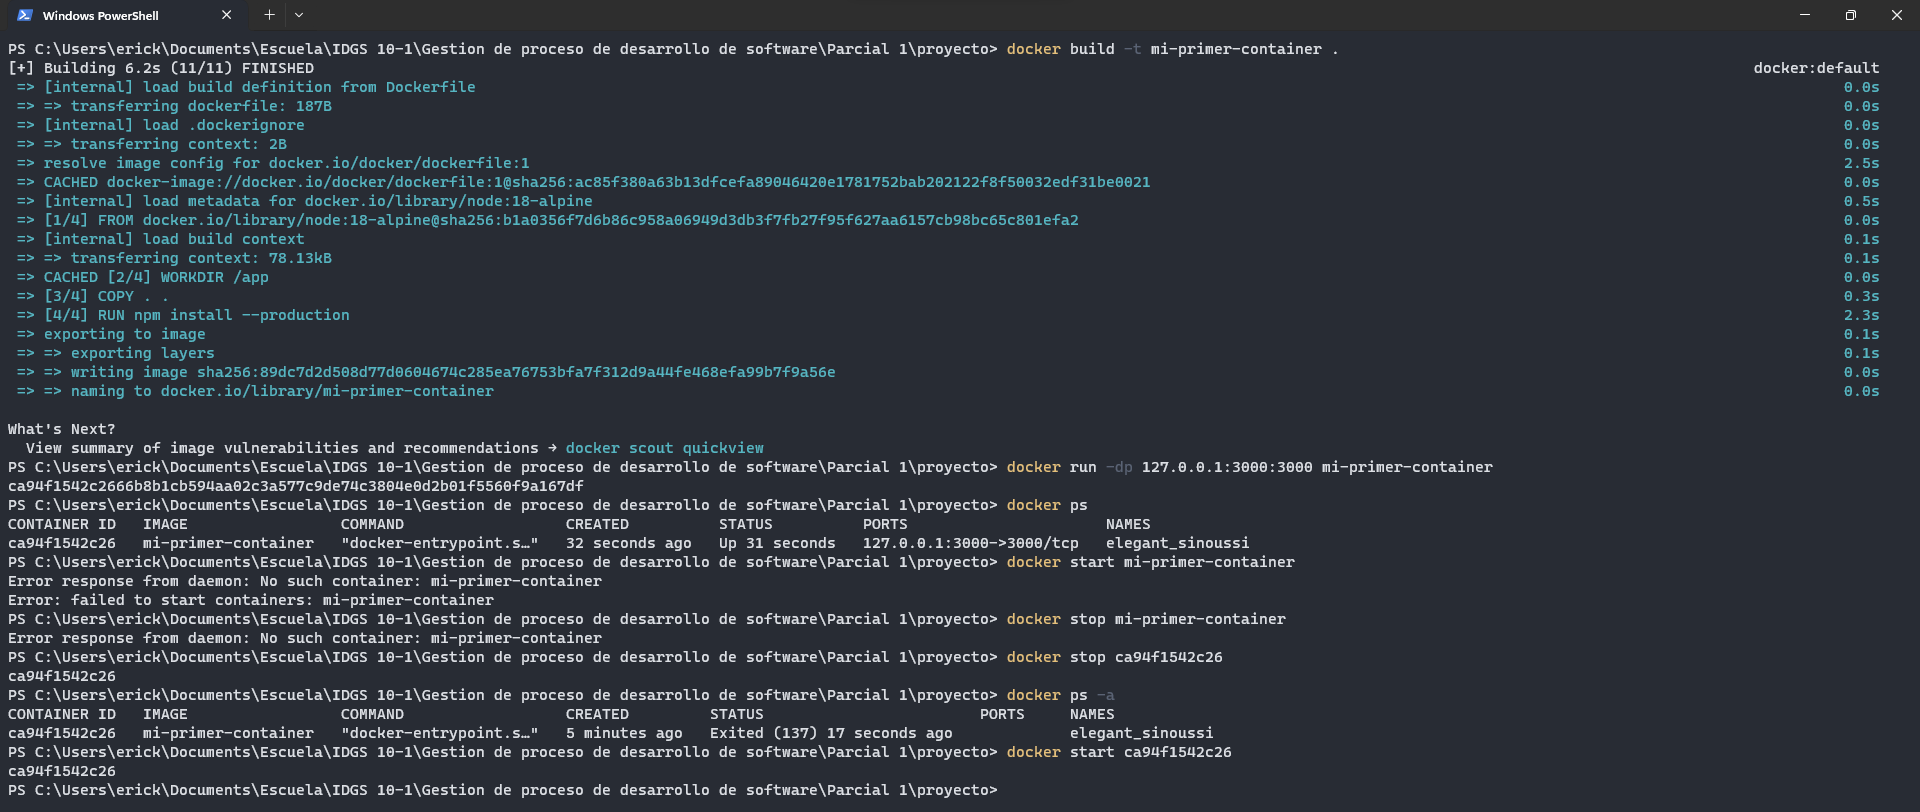 Windows PowerShell
PS C:\Users\erick\Documents\Escuela\IDGS 10-1\Gestion de proceso de desarrollo de software\Parcial 1\proyecto> docker build -t mi-primer-container .
[+] Building 6.2s (11/11) FINISHED docker:default
=> [internal] load build definition from Dockerfile 0.0s
=> => transferring dockerfile: 187B 0.0s
=> [internal] load .dockerignore 0.0s
=> => transferring context: 2B 0.0s
=> resolve image config for docker.io/docker/dockerfile:1 2.5s
=> CACHED docker-image://docker.io/docker/dockerfile:1@sha256:ac85f380a63b13dfcefa89046420e1781752bab202122f8f50032edf31be0021 0.0s
=> [internal] load metadata for docker.io/library/node:18-alpine 0.5s
=> [1/4] FROM docker.io/library/node:18-alpine@sha256:b1a0356f7d6b86c958a06949d3db3f7fb27f95f627aa6157cb98bc65c801efa2 0.0s
=> [internal] load build context 0.1s
=> => transferring context: 78.13kB 0.1s
=> CACHED [2/4] WORKDIR /app 0.0s
=> [3/4] COPY . . 0.3s
=> [4/4] RUN npm install --production 2.3s
=> exporting to image 0.1s
=> => exporting layers 0.1s
=> => writing image sha256:89dc7d2d508d77d0604674c285ea76753bfa7f312d9a44fe468efa99b7f9a56e 0.0s
=> => naming to docker.io/library/mi-primer-container 0.0s
What's Next?
View summary of image vulnerabilities and recommendations → docker scout quickview
PS C:\Users\erick\Documents\Escuela\IDGS 10-1\Gestion de proceso de desarrollo de software\Parcial 1\proyecto> docker run -dp 127.0.0.1:3000:3000 mi-primer-container
ca94f1542c2666b8b1cb594aa02c3a577c9de74c3804e0d2b01f5560f9a167df
PS C:\Users\erick\Documents\Escuela\IDGS 10-1\Gestion de proceso de desarrollo de software\Parcial 1\proyecto> docker ps
CONTAINER ID IMAGE COMMAND CREATED STATUS PORTS NAMES
ca94f1542c26 mi-primer-container "docker-entrypoint.s…" 32 seconds ago Up 31 seconds 127.0.0.1:3000->3000/tcp elegant_sinoussi
PS C:\Users\erick\Documents\Escuela\IDGS 10-1\Gestion de proceso de desarrollo de software\Parcial 1\proyecto> docker start mi-primer-container
Error response from daemon: No such container: mi-primer-container
Error: failed to start containers: mi-primer-container
PS C:\Users\erick\Documents\Escuela\IDGS 10-1\Gestion de proceso de desarrollo de software\Parcial 1\proyecto> docker stop mi-primer-container
Error response from daemon: No such container: mi-primer-container
PS C:\Users\erick\Documents\Escuela\IDGS 10-1\Gestion de proceso de desarrollo de software\Parcial 1\proyecto> docker stop ca94f1542c26
ca94f1542c26
PS C:\Users\erick\Documents\Escuela\IDGS 10-1\Gestion de proceso de desarrollo de software\Parcial 1\proyecto> docker ps -a
CONTAINER ID IMAGE COMMAND CREATED STATUS PORTS NAMES
ca94f1542c26 mi-primer-container "docker-entrypoint.s…" 5 minutes ago Exited (137) 17 seconds ago elegant_sinoussi
PS C:\Users\erick\Documents\Escuela\IDGS 10-1\Gestion de proceso de desarrollo de software\Parcial 1\proyecto> docker start ca94f1542c26
ca94f1542c26
PS C:\Users\erick\Documents\Escuela\IDGS 10-1\Gestion de proceso de desarrollo de software\Parcial 1\proyecto>